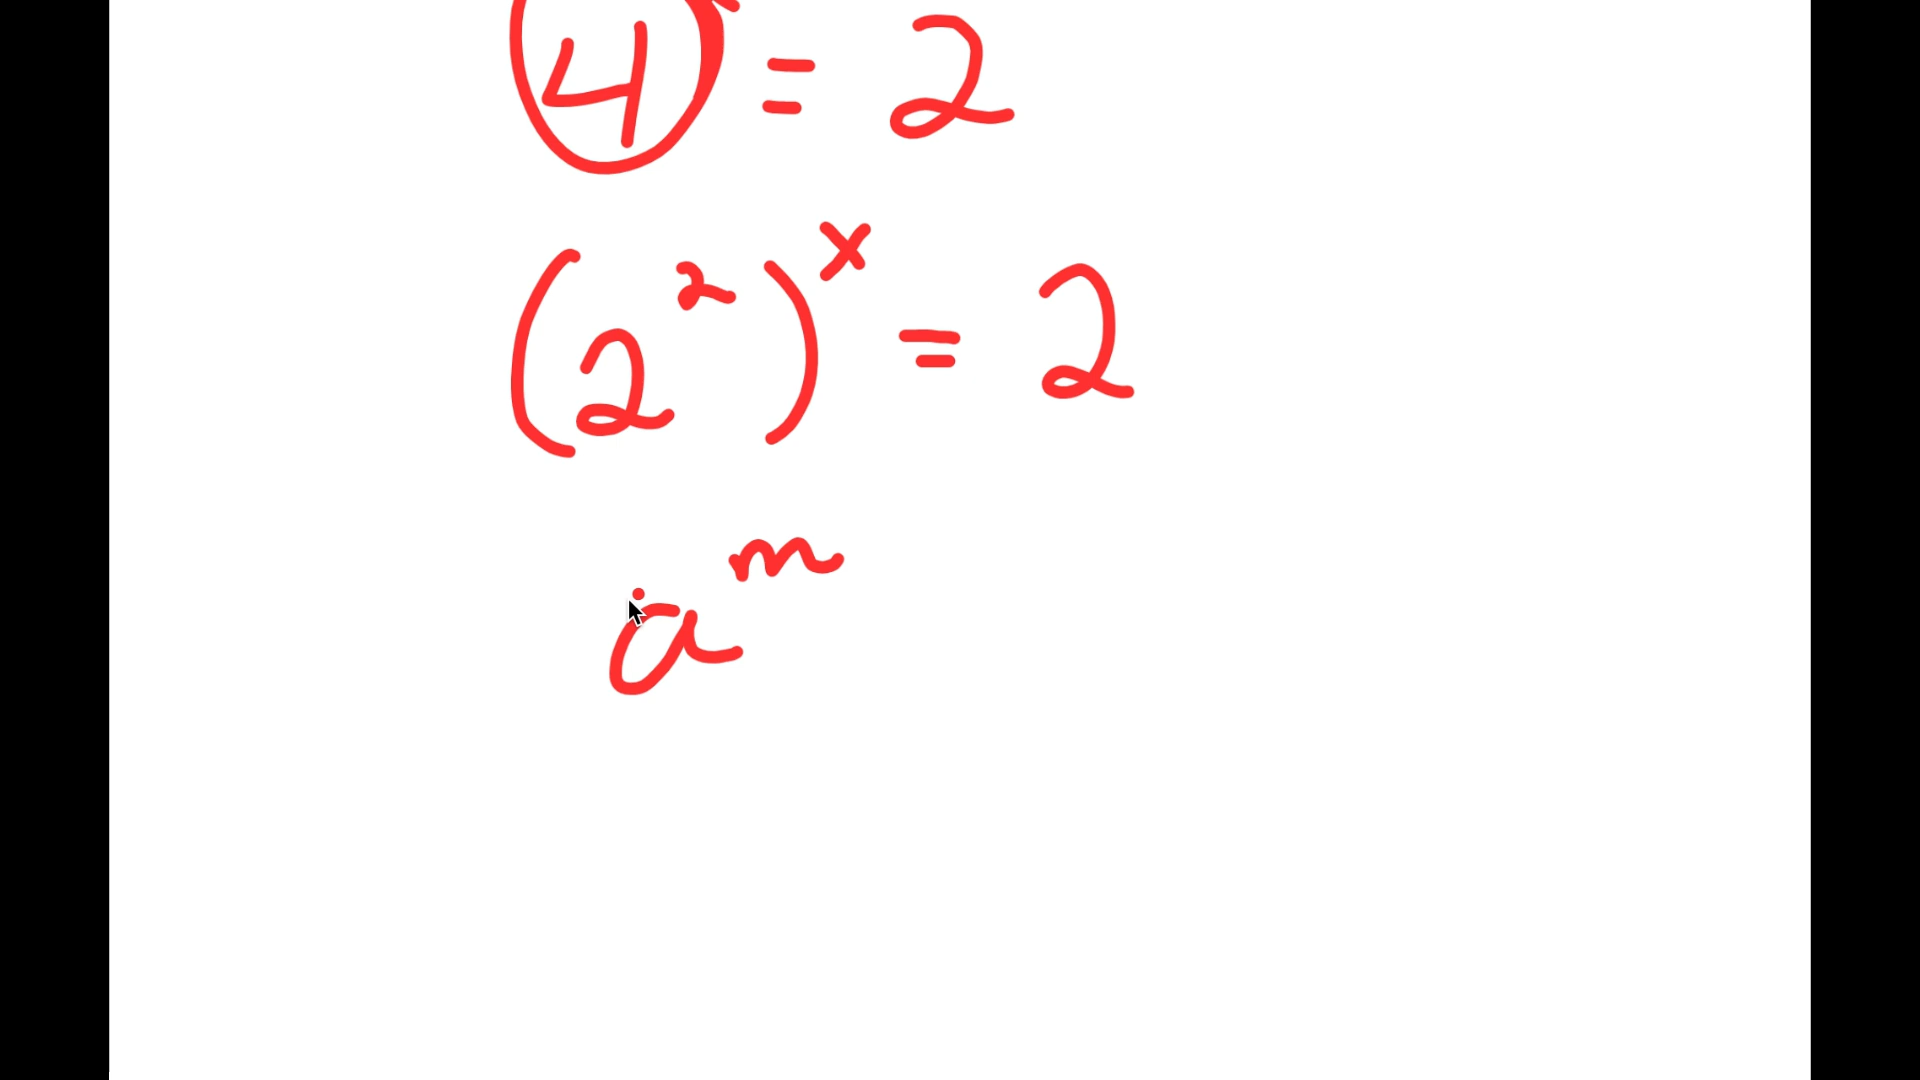 4 = 2
(2²)ˣ = 2
aᵐ